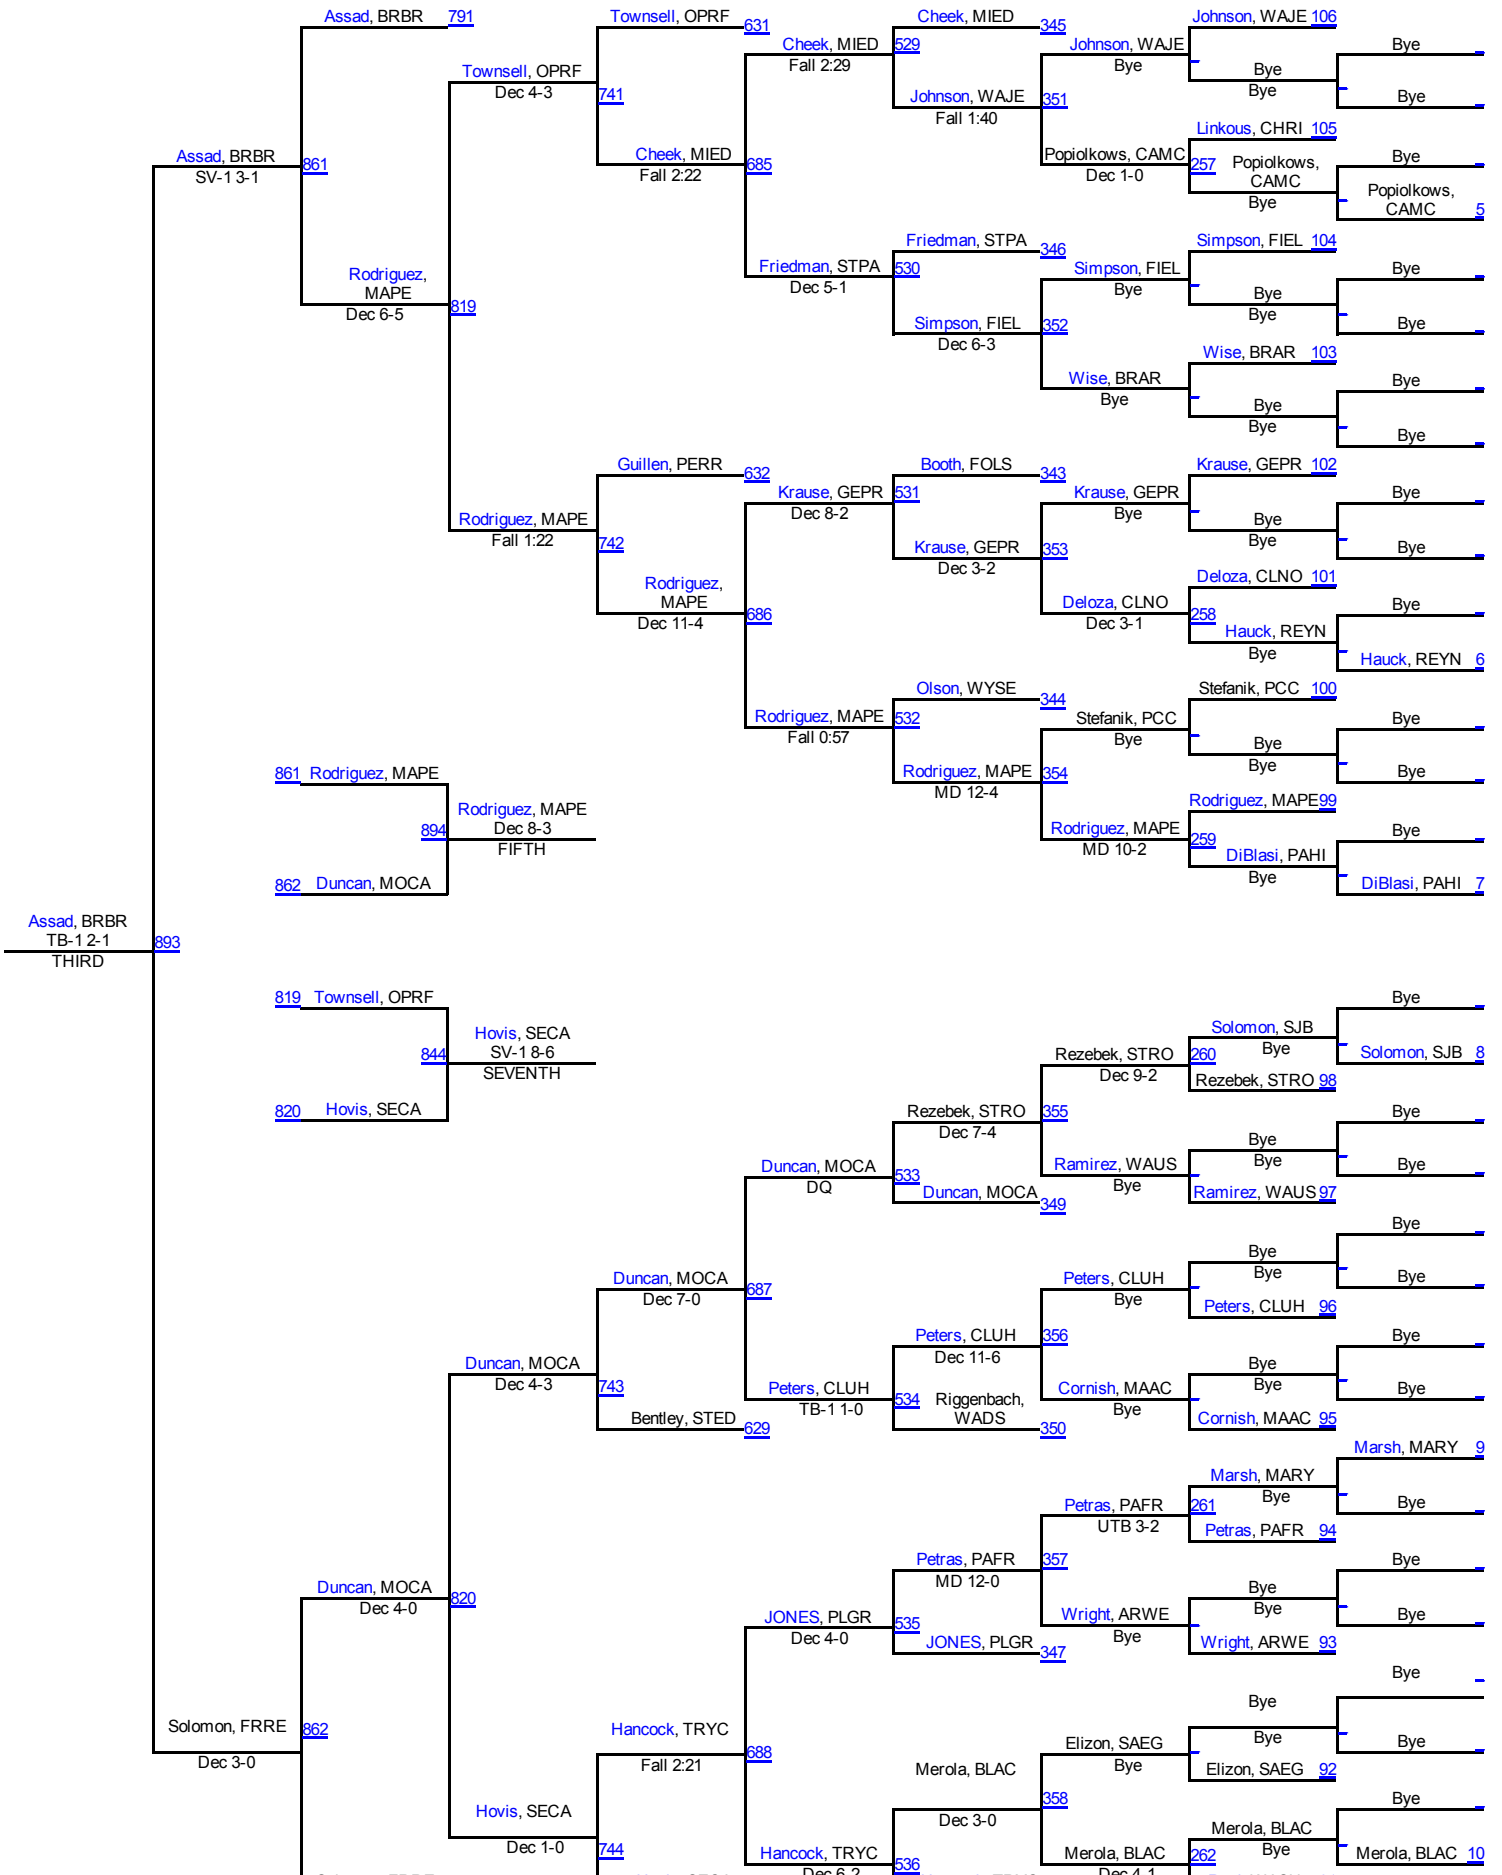 Assad, BRBR 791
Townsell, OPRF 631
Cheek, MIED 345
Johnson, WAJE 106
Cheek, MIED 529
Fall 2:29
Johnson, WAJE
Bye
Bye
Bye
Bye
Townsell, OPRF
Dec 4-3
741
Johnson, WAJE 351
Fall 1:40
Bye
Linkous, CHRI 105
Assad, BRBR
SV-1 3-1
861
Cheek, MIED
Fall 2:22
685
Popiolkows, CAMC
Dec 1-0
257
Popiolkows,
CAMC
Bye
Bye
Popiolkows,
CAMC 5
Friedman, STPA 346
Simpson, FIEL 104
Friedman, STPA 530
Dec 5-1
Simpson, FIEL
Bye
Bye
Bye
Bye
Rodriguez,
MAPE
Dec 6-5
819
Simpson, FIEL 352
Dec 6-3
Bye
Wise, BRAR 103
Wise, BRAR
Bye
Bye
Bye
Bye
Bye
Guillen, PERR 632
Booth, FOLS 343
Krause, GEPR 102
Krause, GEPR 531
Dec 8-2
Krause, GEPR
Bye
Bye
Bye
Bye
Rodriguez, MAPE
Fall 1:22
742
Krause, GEPR 353
Dec 3-2
Bye
Deloza, CLNO 101
Rodriguez,
MAPE
Dec 11-4
686
Deloza, CLNO
Dec 3-1
258
Hauck, REYN
Bye
Bye
Hauck, REYN 6
Olson, WYSE 344
Stefanik, PCC 100
Rodriguez, MAPE 532
Fall 0:57
Stefanik, PCC
Bye
Bye
Bye
Bye
861 Rodriguez, MAPE
Rodriguez, MAPE 354
MD 12-4
Bye
Rodriguez, MAPE 99
Rodriguez, MAPE
894 Dec 8-3
FIFTH
Rodriguez, MAPE
MD 10-2
259
DiBlasi, PAHI
Bye
Bye
862 Duncan, MOCA
DiBlasi, PAHI 7
Assad, BRBR
TB-1 2-1
THIRD
893
819 Townsell, OPRF
Bye
Hovis, SECA
844 SV-1 8-6
SEVENTH
Solomon, SJB
Bye
Solomon, SJB 8
Rezebek, STRO 260
Dec 9-2
Rezebek, STRO 98
820 Hovis, SECA
Rezebek, STRO 355
Dec 7-4
Bye
Bye
Bye
Bye
Duncan, MOCA
DQ
533
Duncan, MOCA 349
Ramirez, WAUS
Bye
Ramirez, WAUS 97
Bye
Duncan, MOCA
Dec 7-0
687
Peters, CLUH
Bye
Bye
Bye
Bye
Peters, CLUH 96
Peters, CLUH 356
Dec 11-6
Bye
Duncan, MOCA
Dec 4-3
743
Bye
Bye
Bye
Peters, CLUH
TB-1 1-0
534
Riggenbach,
WADS 350
Cornish, MAAC
Bye
Cornish, MAAC 95
Bentley, STED 629
Marsh, MARY 9
Marsh, MARY
Bye
Bye
Petras, PAFR 261
UTB 3-2
Petras, PAFR 94
Petras, PAFR 357
MD 12-0
Bye
Duncan, MOCA
Dec 4-0
820
Bye
Bye
Bye
JONES, PLGR 535
Dec 4-0
JONES, PLGR 347
Wright, ARWE
Bye
Wright, ARWE 93
Bye
Bye
Bye
Bye
Solomon, FRRE 862
Dec 3-0
Hancock, TRYC
Fall 2:21
688
Elizon, SAEG
Bye
Elizon, SAEG 92
Merola, BLAC
Dec 3-0
358
Bye
Hovis, SECA
Dec 1-0
744
Merola, BLAC
Bye
Merola, BLAC 10
Hancock, TRYC
Dec 6-2
536
Merola, BLAC 262
Dec 4-1